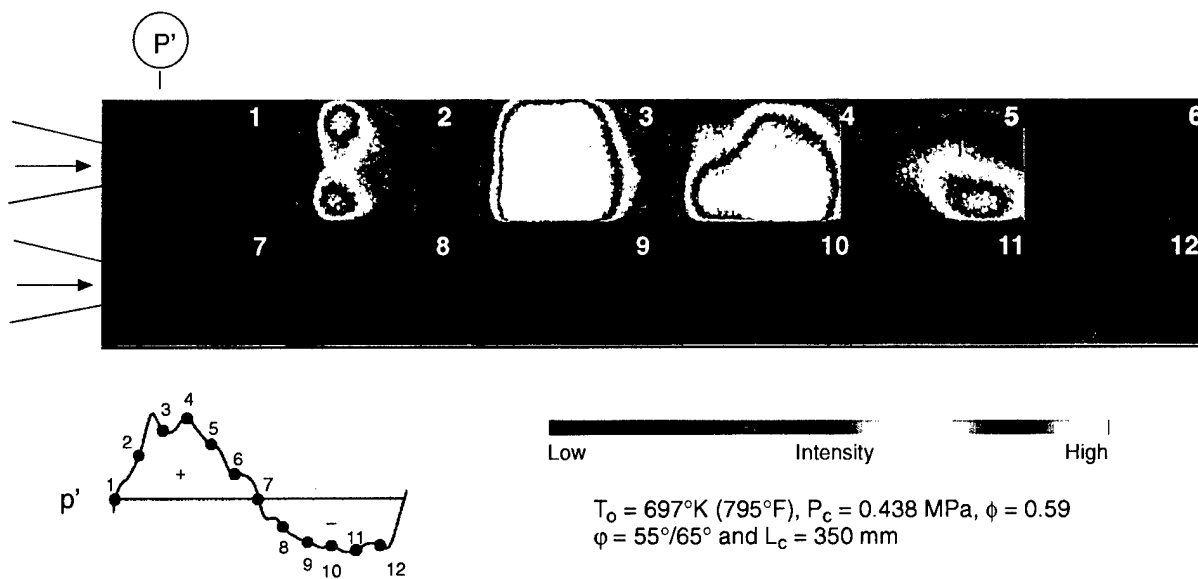 P'
1 2 3 4 5 6
7 8 9 10 11 12
p'
1 2 3 4 5 6 7 8 9 10 11 12
+
−
Low Intensity High
T₀ = 697°K (795°F), P_c = 0.438 MPa, ϕ = 0.59
φ = 55°/65° and L_c = 350 mm